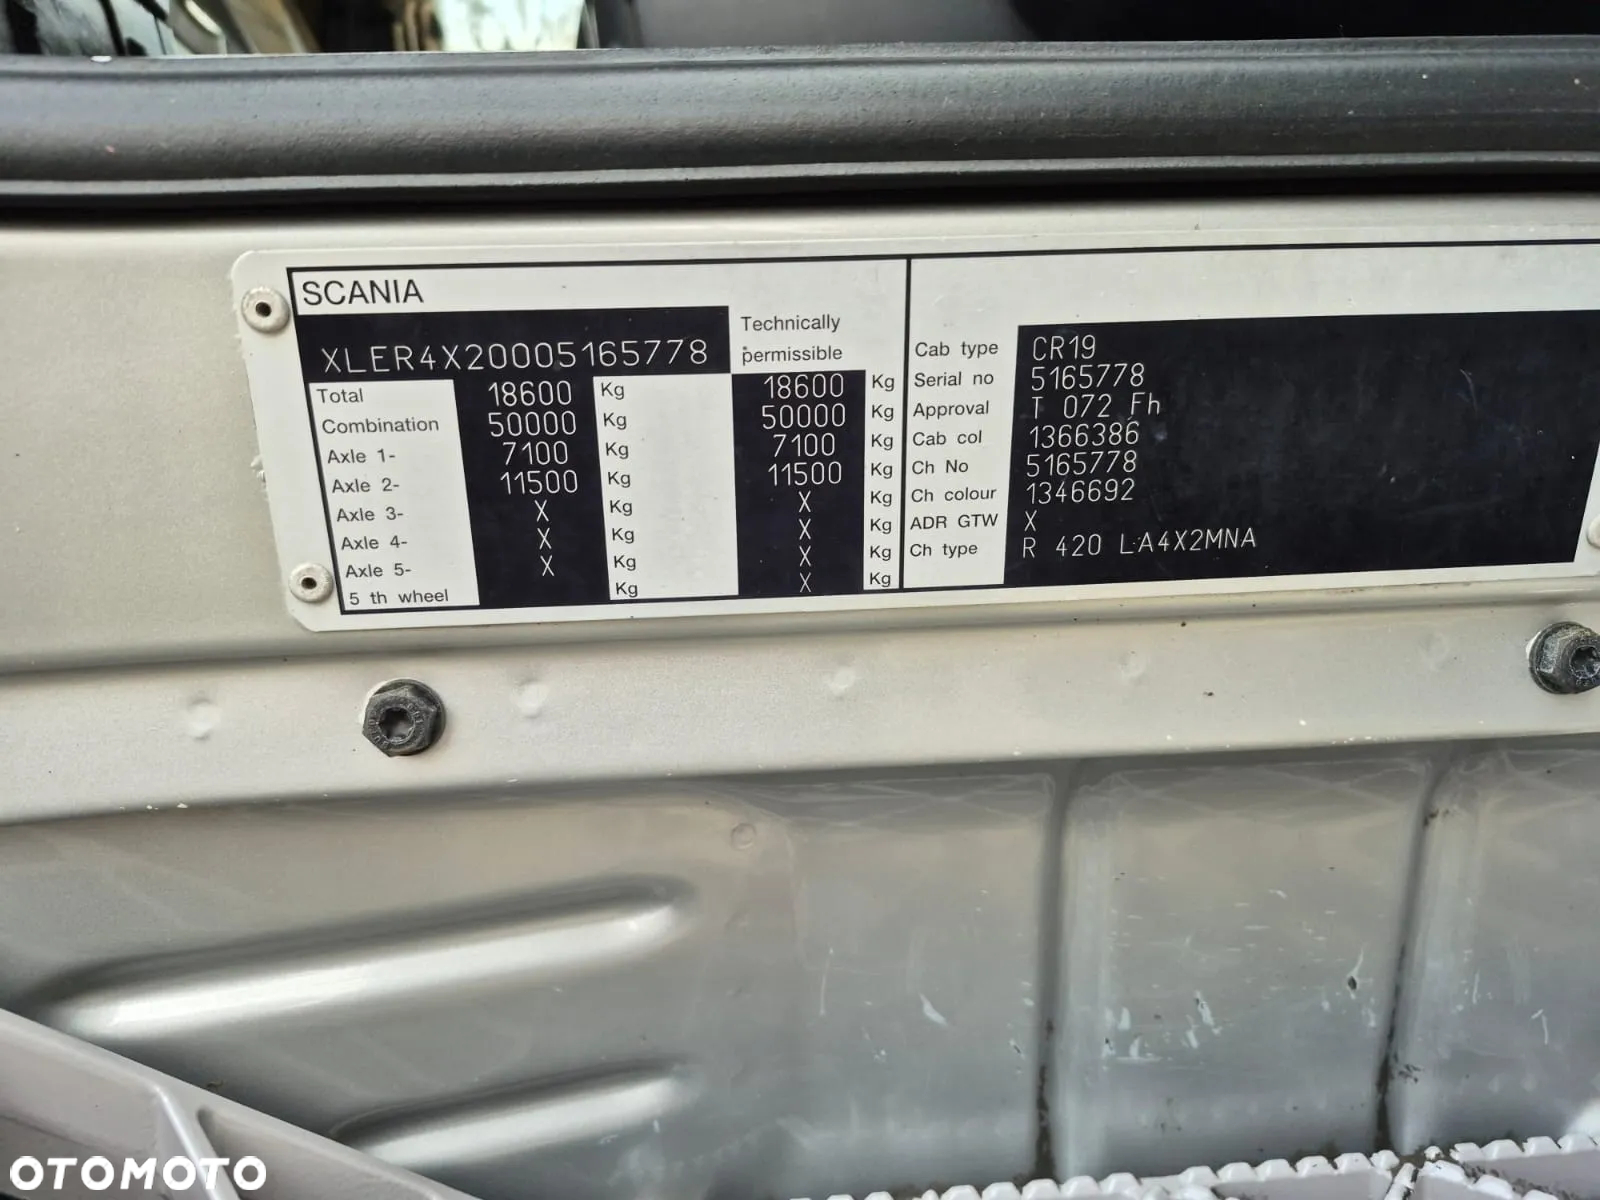 SCANIA
XLER4X20005165778
Technically
permissible
Total 18600 Kg 18600 Kg
Combination 50000 Kg 50000 Kg
Axle 1- 7100 Kg 7100 Kg
Axle 2- 11500 Kg 11500 Kg
Axle 3- X Kg X Kg
Axle 4- X Kg X Kg
Axle 5- X Kg X Kg
5 th wheel Kg X Kg
Cab type CR19
Serial no 5165778
Approval T 072 Fh
Cab col 1366386
Ch No 5165778
Ch colour 1346692
ADR GTW X
Ch type R 420 LA4X2MNA
OTOMOTO